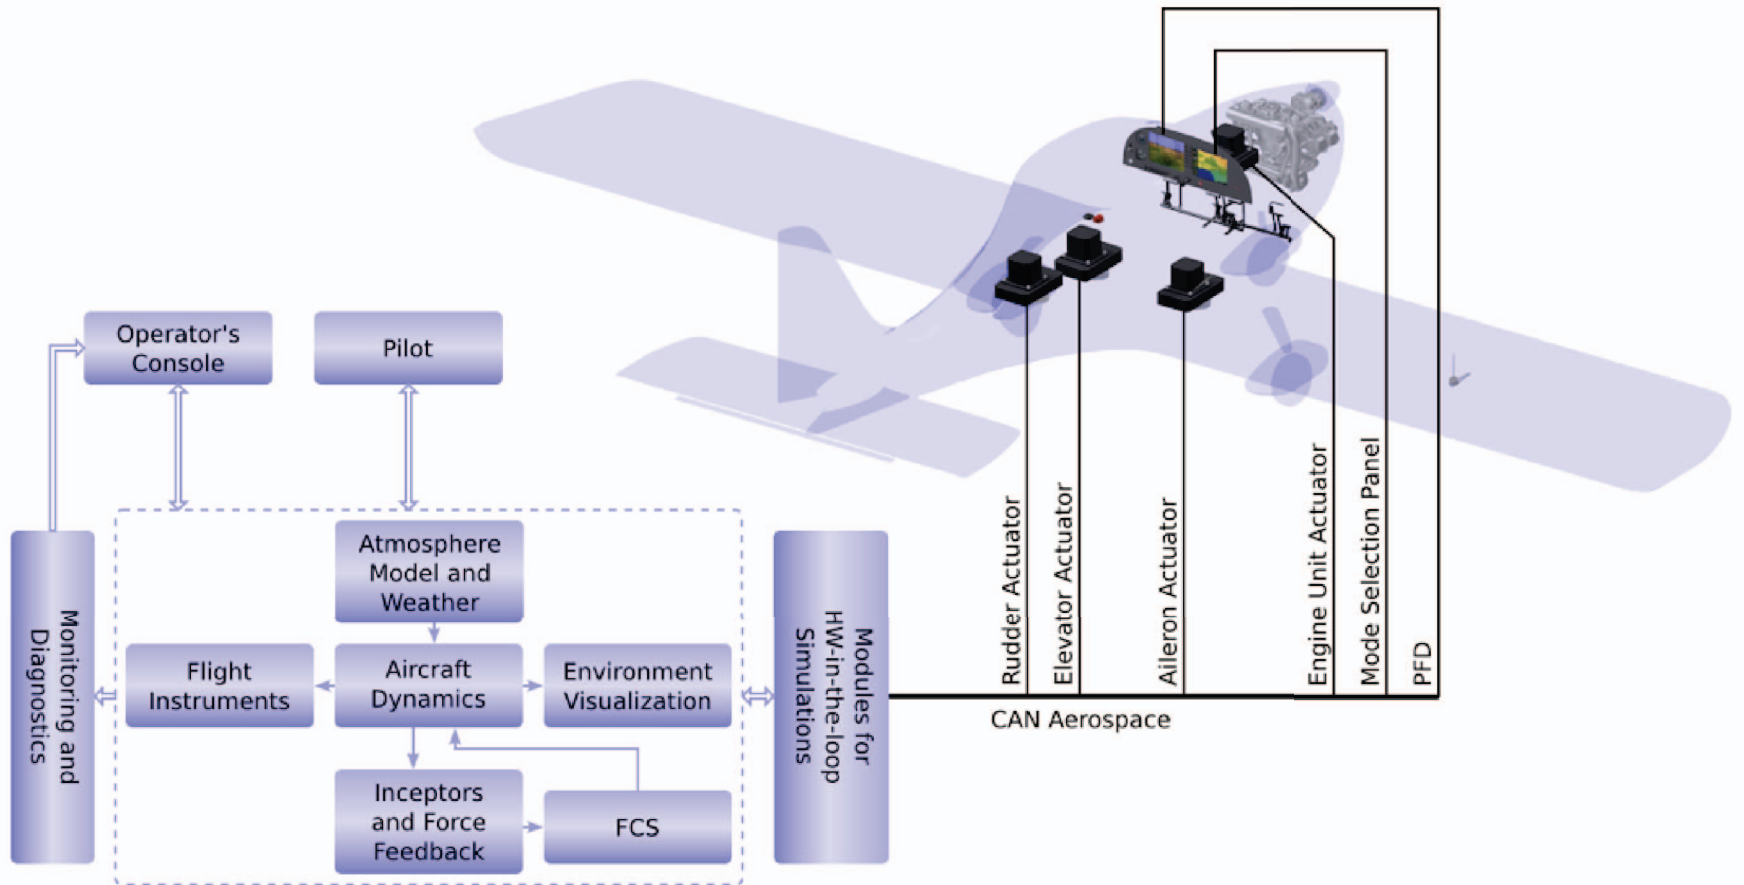 Operator's
Console
Pilot
Atmosphere
Model and
Weather
Flight
Instruments
Aircraft
Dynamics
Environment
Visualization
Inceptors
and Force
Feedback
FCS
Monitoring and
Diagnostics
Modules for
HW-in-the-loop
Simulations
Rudder Actuator
Elevator Actuator
Aileron Actuator
Engine Unit Actuator
Mode Selection Panel
PFD
CAN Aerospace